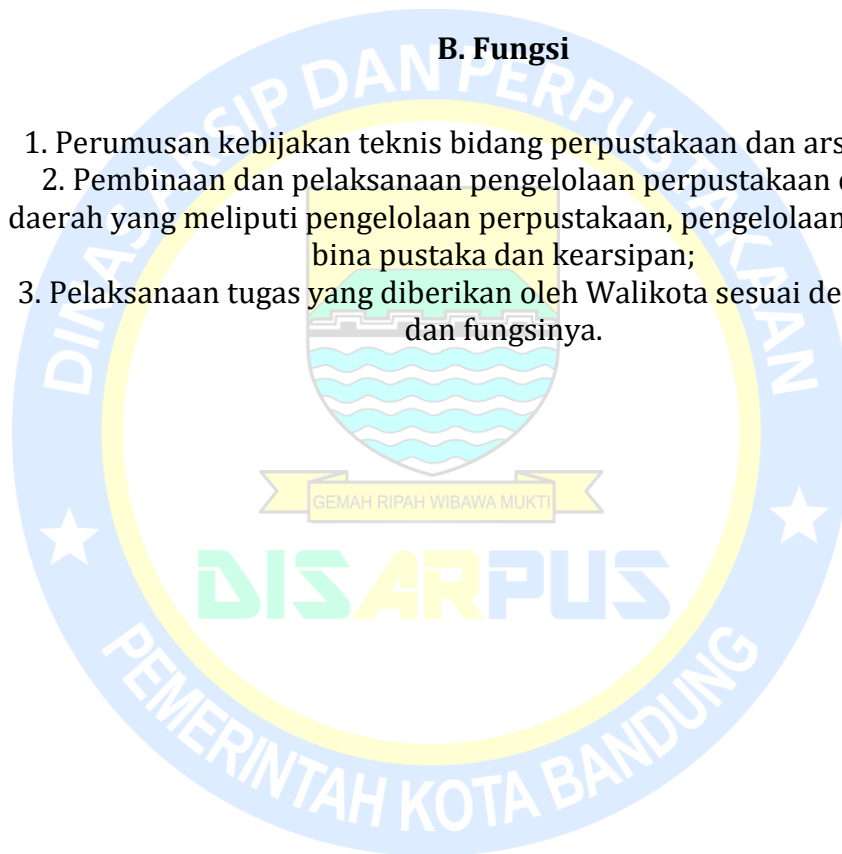 B. Fungsi
1. Perumusan kebijakan teknis bidang perpustakaan dan ars
2. Pembinaan dan pelaksanaan pengelolaan perpustakaan
daerah yang meliputi pengelolaan perpustakaan, pengelolaan
bina pustaka dan kearsipan;
3. Pelaksanaan tugas yang diberikan oleh Walikota sesuai de
dan fungsinya.
DINAS ARSIP DAN PERPUSTAKAAN
GEMAH RIPAH WIBAWA MUKTI
DISARPUS
PEMERINTAH KOTA BANDUNG